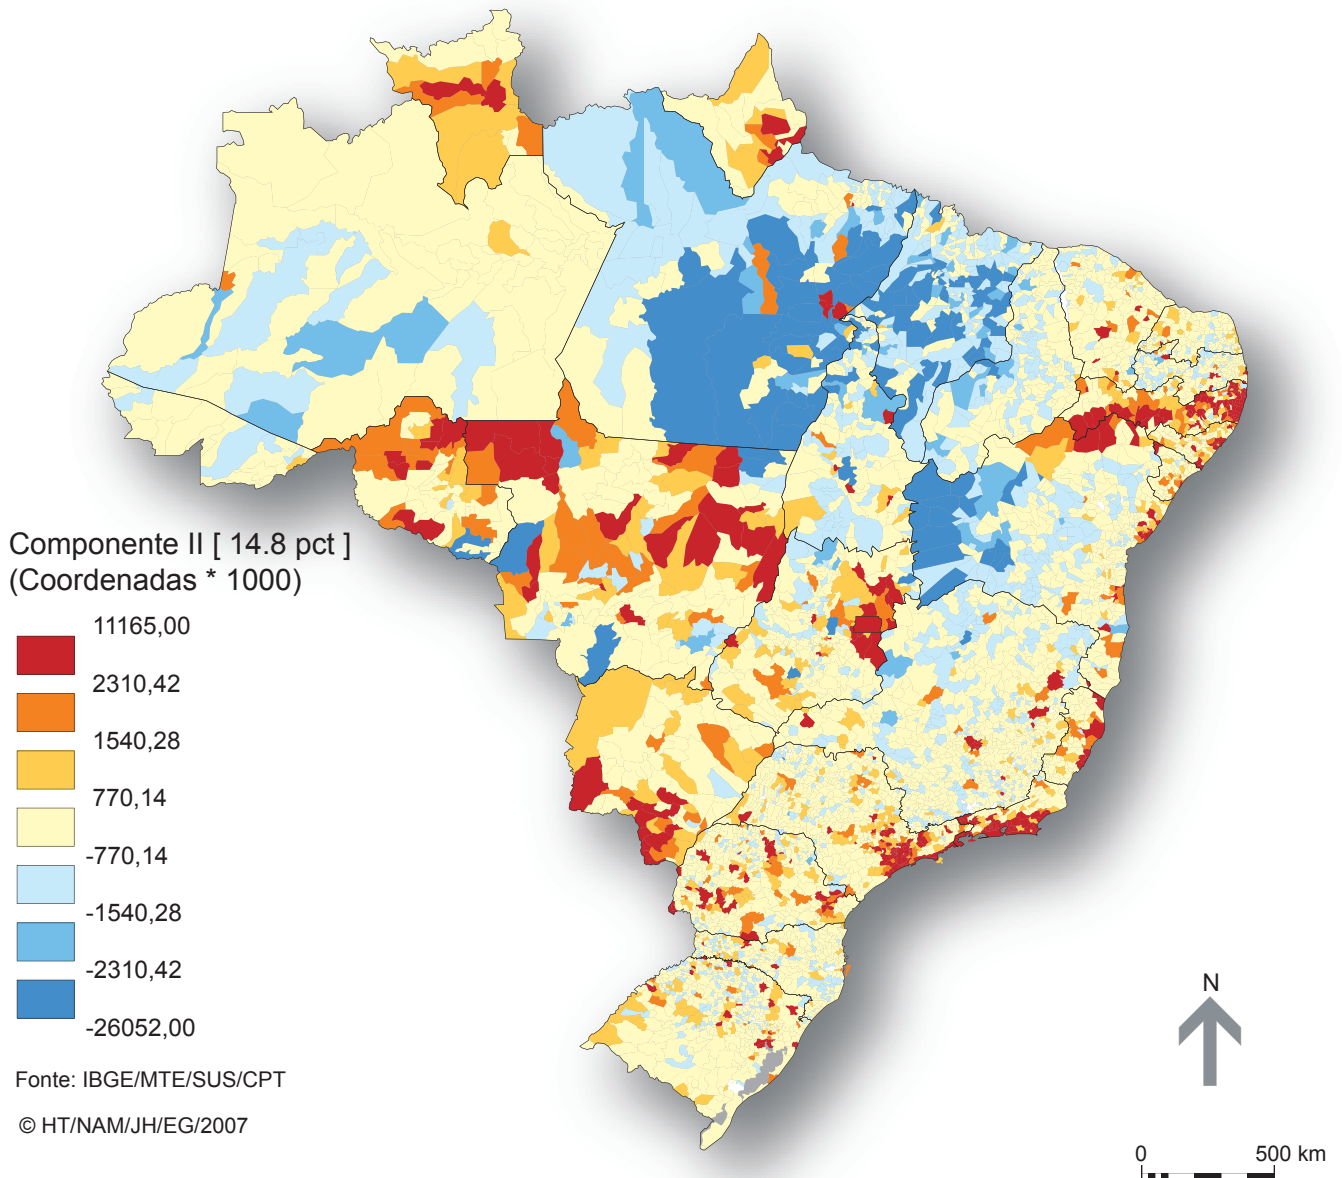 Componente II [ 14.8 pct ]
(Coordenadas * 1000)
11165,00
2310,42
1540,28
770,14
-770,14
-1540,28
-2310,42
-26052,00
Fonte: IBGE/MTE/SUS/CPT
© HT/NAM/JH/EG/2007
N
0 500 km